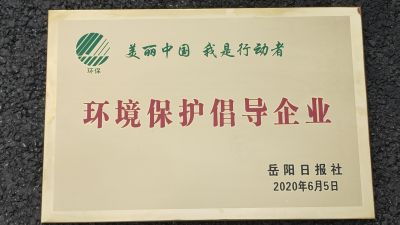 环保
美丽中国 我是行动者
环境保护倡导企业
岳阳日报社
2020年6月5日